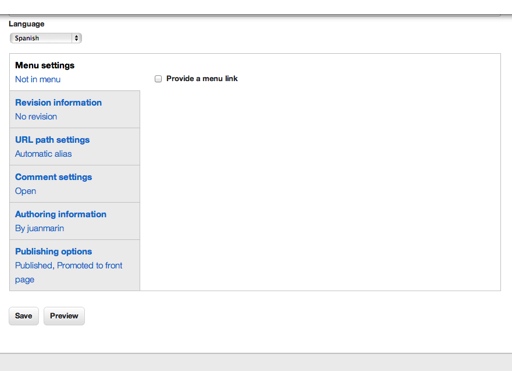 Language
Spanish
Menu settings
Not in menu
Provide a menu link
Revision information
No revision
URL path settings
Automatic alias
Comment settings
Open
Authoring information
By juanmarin
Publishing options
Published, Promoted to front
page
Save
Preview